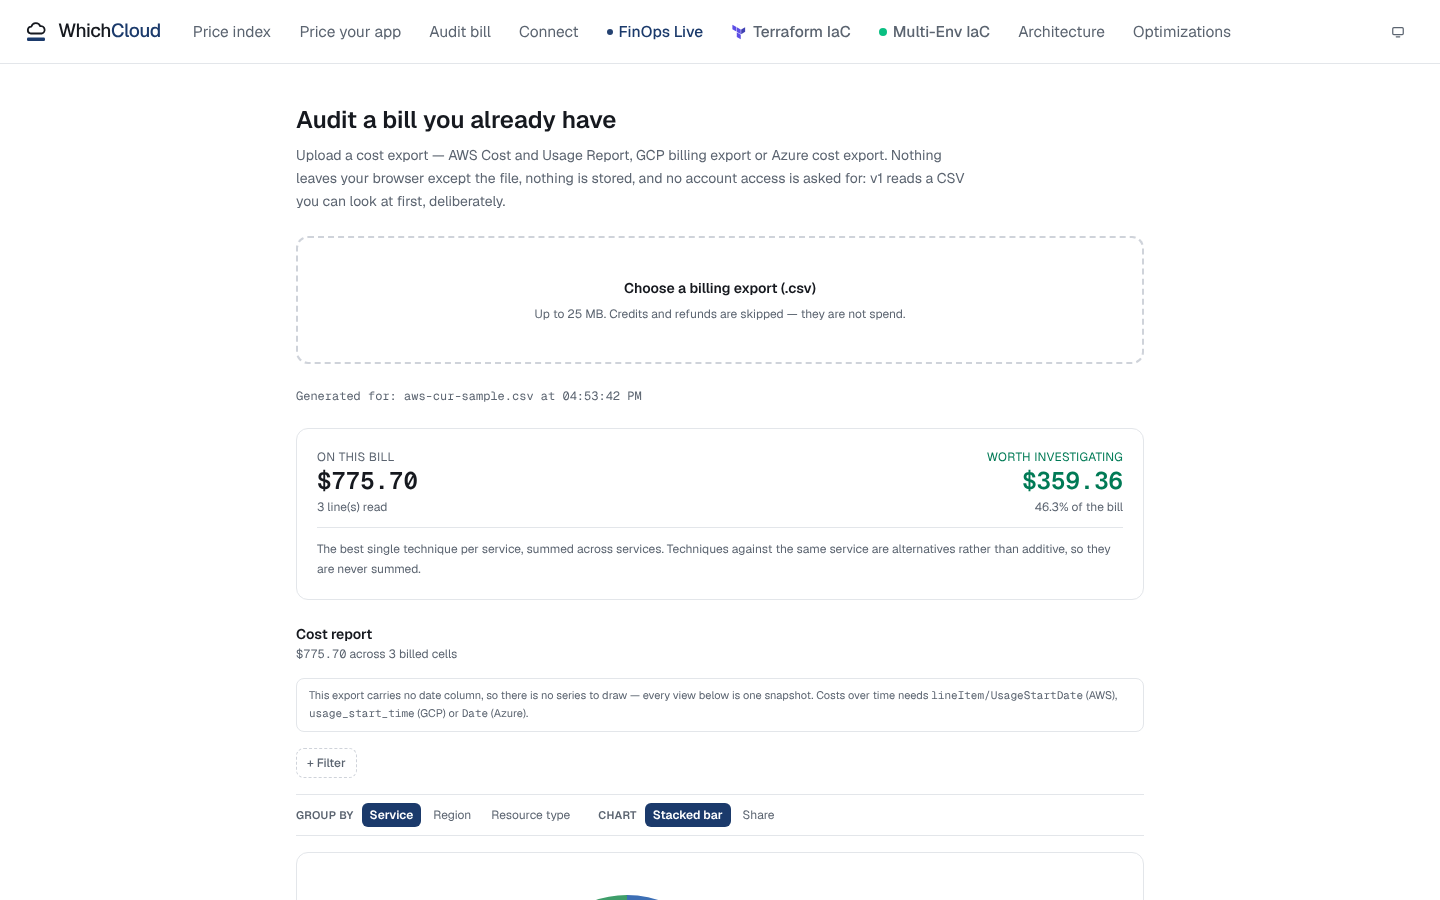 WhichCloud Price index Price your app Audit bill Connect FinOps Live Terraform IaC Multi-Env IaC Architecture Optimizations
Audit a bill you already have
Upload a cost export — AWS Cost and Usage Report, GCP billing export or Azure cost export. Nothing
leaves your browser except the file, nothing is stored, and no account access is asked for: v1 reads a CSV
you can look at first, deliberately.
Choose a billing export (.csv)
Up to 25 MB. Credits and refunds are skipped — they are not spend.
Generated for: aws-cur-sample.csv at 04:53:42 PM
ON THIS BILL WORTH INVESTIGATING
$775.70 $359.36
3 line(s) read 46.3% of the bill
The best single technique per service, summed across services. Techniques against the same service are alternatives rather than additive, so they
are never summed.
Cost report
$775.70 across 3 billed cells
This export carries no date column, so there is no series to draw — every view below is one snapshot. Costs over time needs lineItem/UsageStartDate (AWS),
usage_start_time (GCP) or Date (Azure).
+ Filter
GROUP BY Service Region Resource type CHART Stacked bar Share